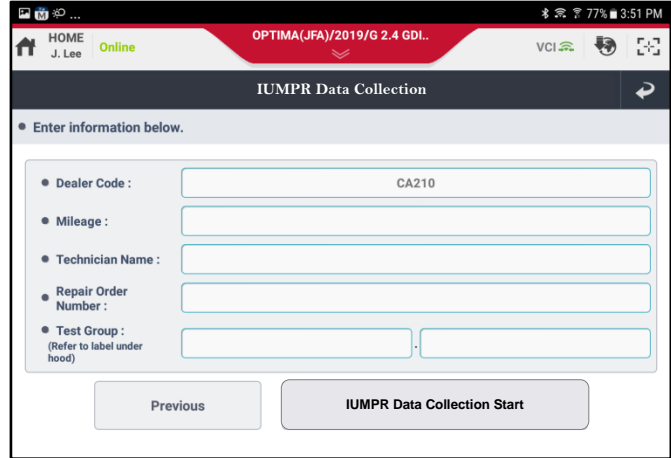 M ... 77% 3:51 PM
HOME
J. Lee
Online
OPTIMA(JFA)/2019/G 2.4 GDI..
VCI
IUMPR Data Collection
Enter information below.
Dealer Code : CA210
Mileage :
Technician Name :
Repair Order
Number :
Test Group :
(Refer to label under
hood)
.
Previous
IUMPR Data Collection Start